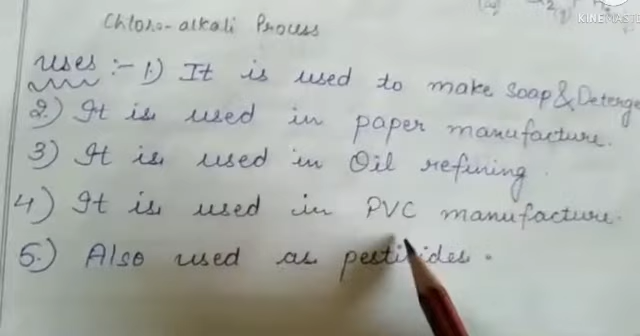 Chloro-alkali Process
KINEMASTE
uses :- 1.) It is used to make Soap & Deterge
2.) It is used in paper manufacture.
3) It is used in Oil refining.
4) It is used in PVC manufacture.
5.) Also used as pesticides.